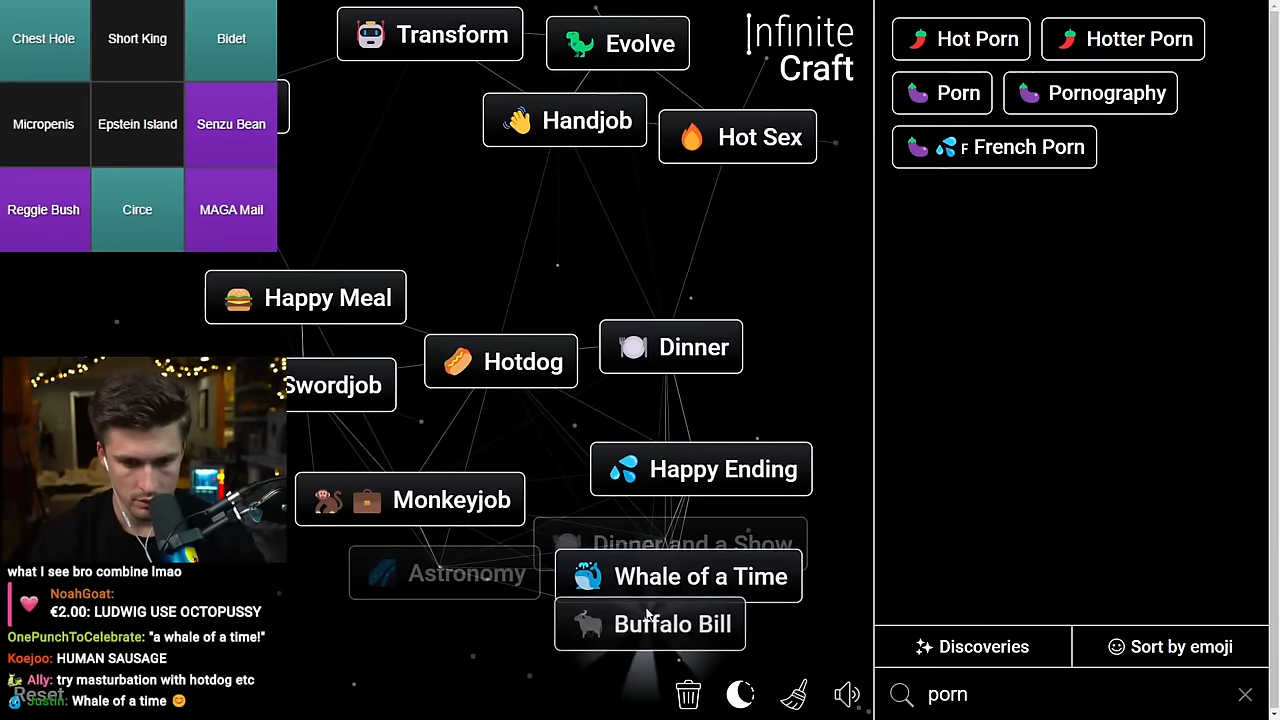 Chest Hole
Short King
Bidet
Micropenis
Epstein Island
Senzu Bean
Reggie Bush
Circe
MAGA Mail
Transform
Evolve
Infinite
Craft
Handjob
Hot Sex
Happy Meal
Hotdog
Dinner
Swordjob
Happy Ending
Monkeyjob
Dinner and a Show
Astronomy
Whale of a Time
Buffalo Bill
Hot Porn
Hotter Porn
Porn
Pornography
F French Porn
Discoveries
Sort by emoji
porn
what I see bro combine lmao
NoahGoat:
€2.00: LUDWIG USE OCTOPUSSY
OnePunchToCelebrate: "a whale of a time!"
Koejoo: HUMAN SAUSAGE
Ally: try masturbation with hotdog etc
Reset
Justin: Whale of a time